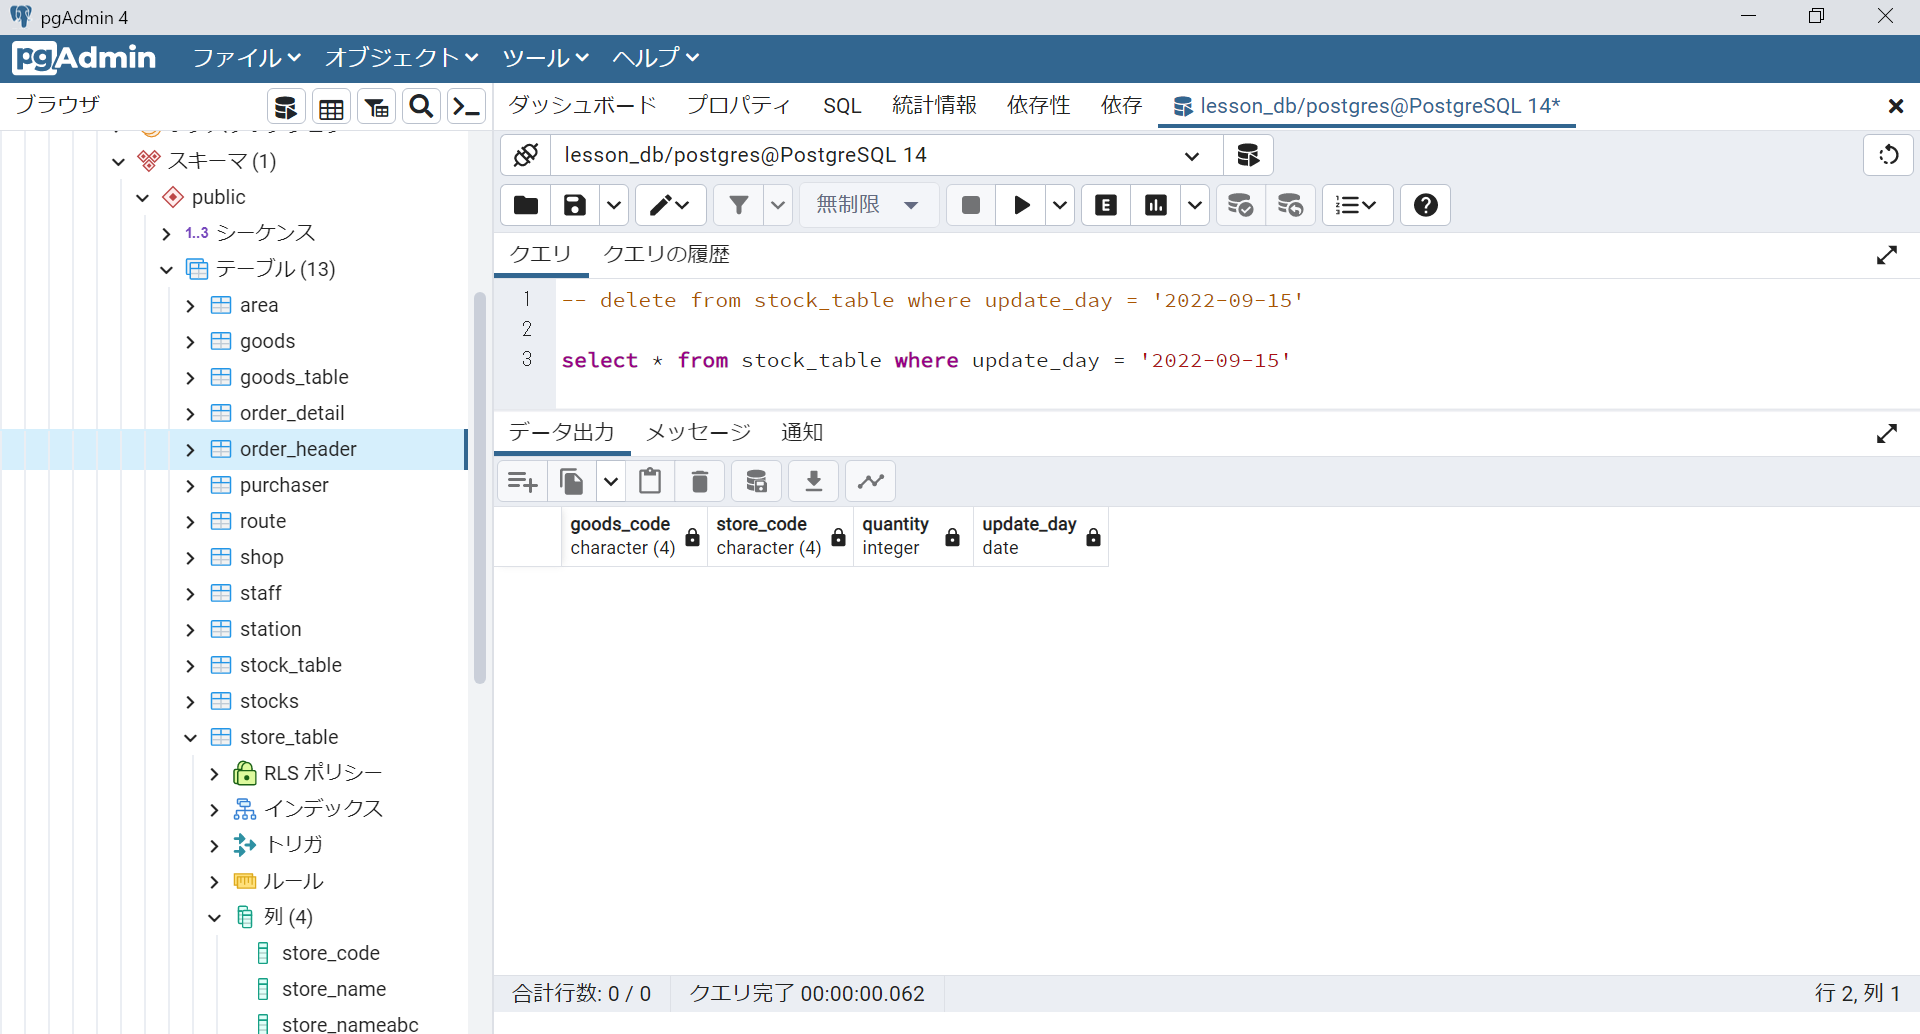 pgAdmin 4
pgAdmin ファイル オブジェクト ツール ヘルプ
ブラウザ
スキーマ (1)
public
1..3 シーケンス
テーブル (13)
area
goods
goods_table
order_detail
order_header
purchaser
route
shop
staff
station
stock_table
stocks
store_table
RLS ポリシー
インデックス
トリガ
ルール
列 (4)
store_code
store_name
store_nameabc
ダッシュボード プロパティ SQL 統計情報 依存性 依存 lesson_db/postgres@PostgreSQL 14*
lesson_db/postgres@PostgreSQL 14
無制限 E
クエリ クエリの履歴
1 -- delete from stock_table where update_day = '2022-09-15'
2
3 select * from stock_table where update_day = '2022-09-15'
データ出力 メッセージ 通知
goods_code store_code quantity update_day
character (4) character (4) integer date
合計行数: 0 / 0 クエリ完了 00:00:00.062 行 2, 列 1